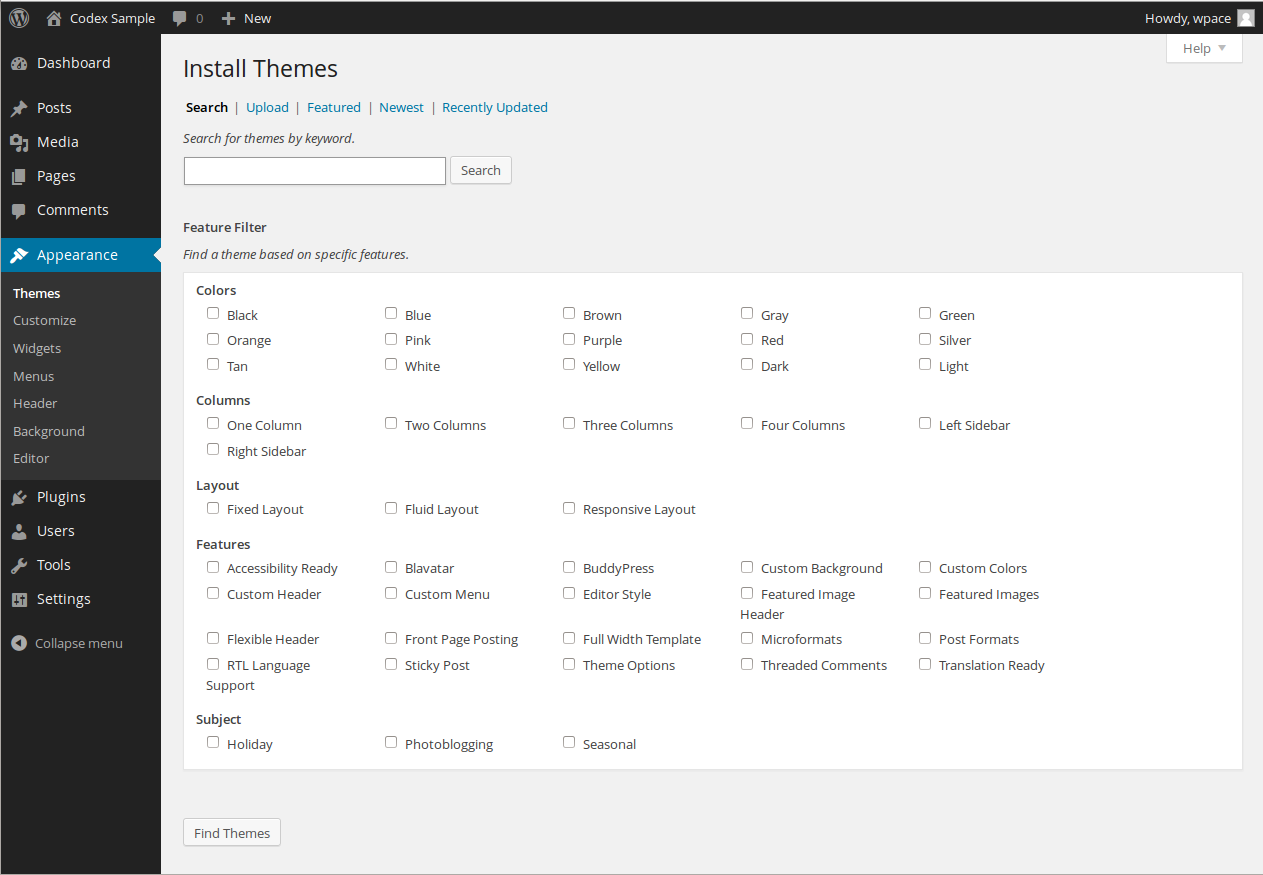 Codex Sample 0 New Howdy, wpace
Help
Dashboard
Posts
Media
Pages
Comments
Appearance
Themes
Customize
Widgets
Menus
Header
Background
Editor
Plugins
Users
Tools
Settings
Collapse menu
Install Themes
Search | Upload | Featured | Newest | Recently Updated
Search for themes by keyword.
Search
Feature Filter
Find a theme based on specific features.
Colors
Black Blue Brown Gray Green
Orange Pink Purple Red Silver
Tan White Yellow Dark Light
Columns
One Column Two Columns Three Columns Four Columns Left Sidebar
Right Sidebar
Layout
Fixed Layout Fluid Layout Responsive Layout
Features
Accessibility Ready Blavatar BuddyPress Custom Background Custom Colors
Custom Header Custom Menu Editor Style Featured Image Featured Images
Header
Flexible Header Front Page Posting Full Width Template Microformats Post Formats
RTL Language Sticky Post Theme Options Threaded Comments Translation Ready
Support
Subject
Holiday Photoblogging Seasonal
Find Themes